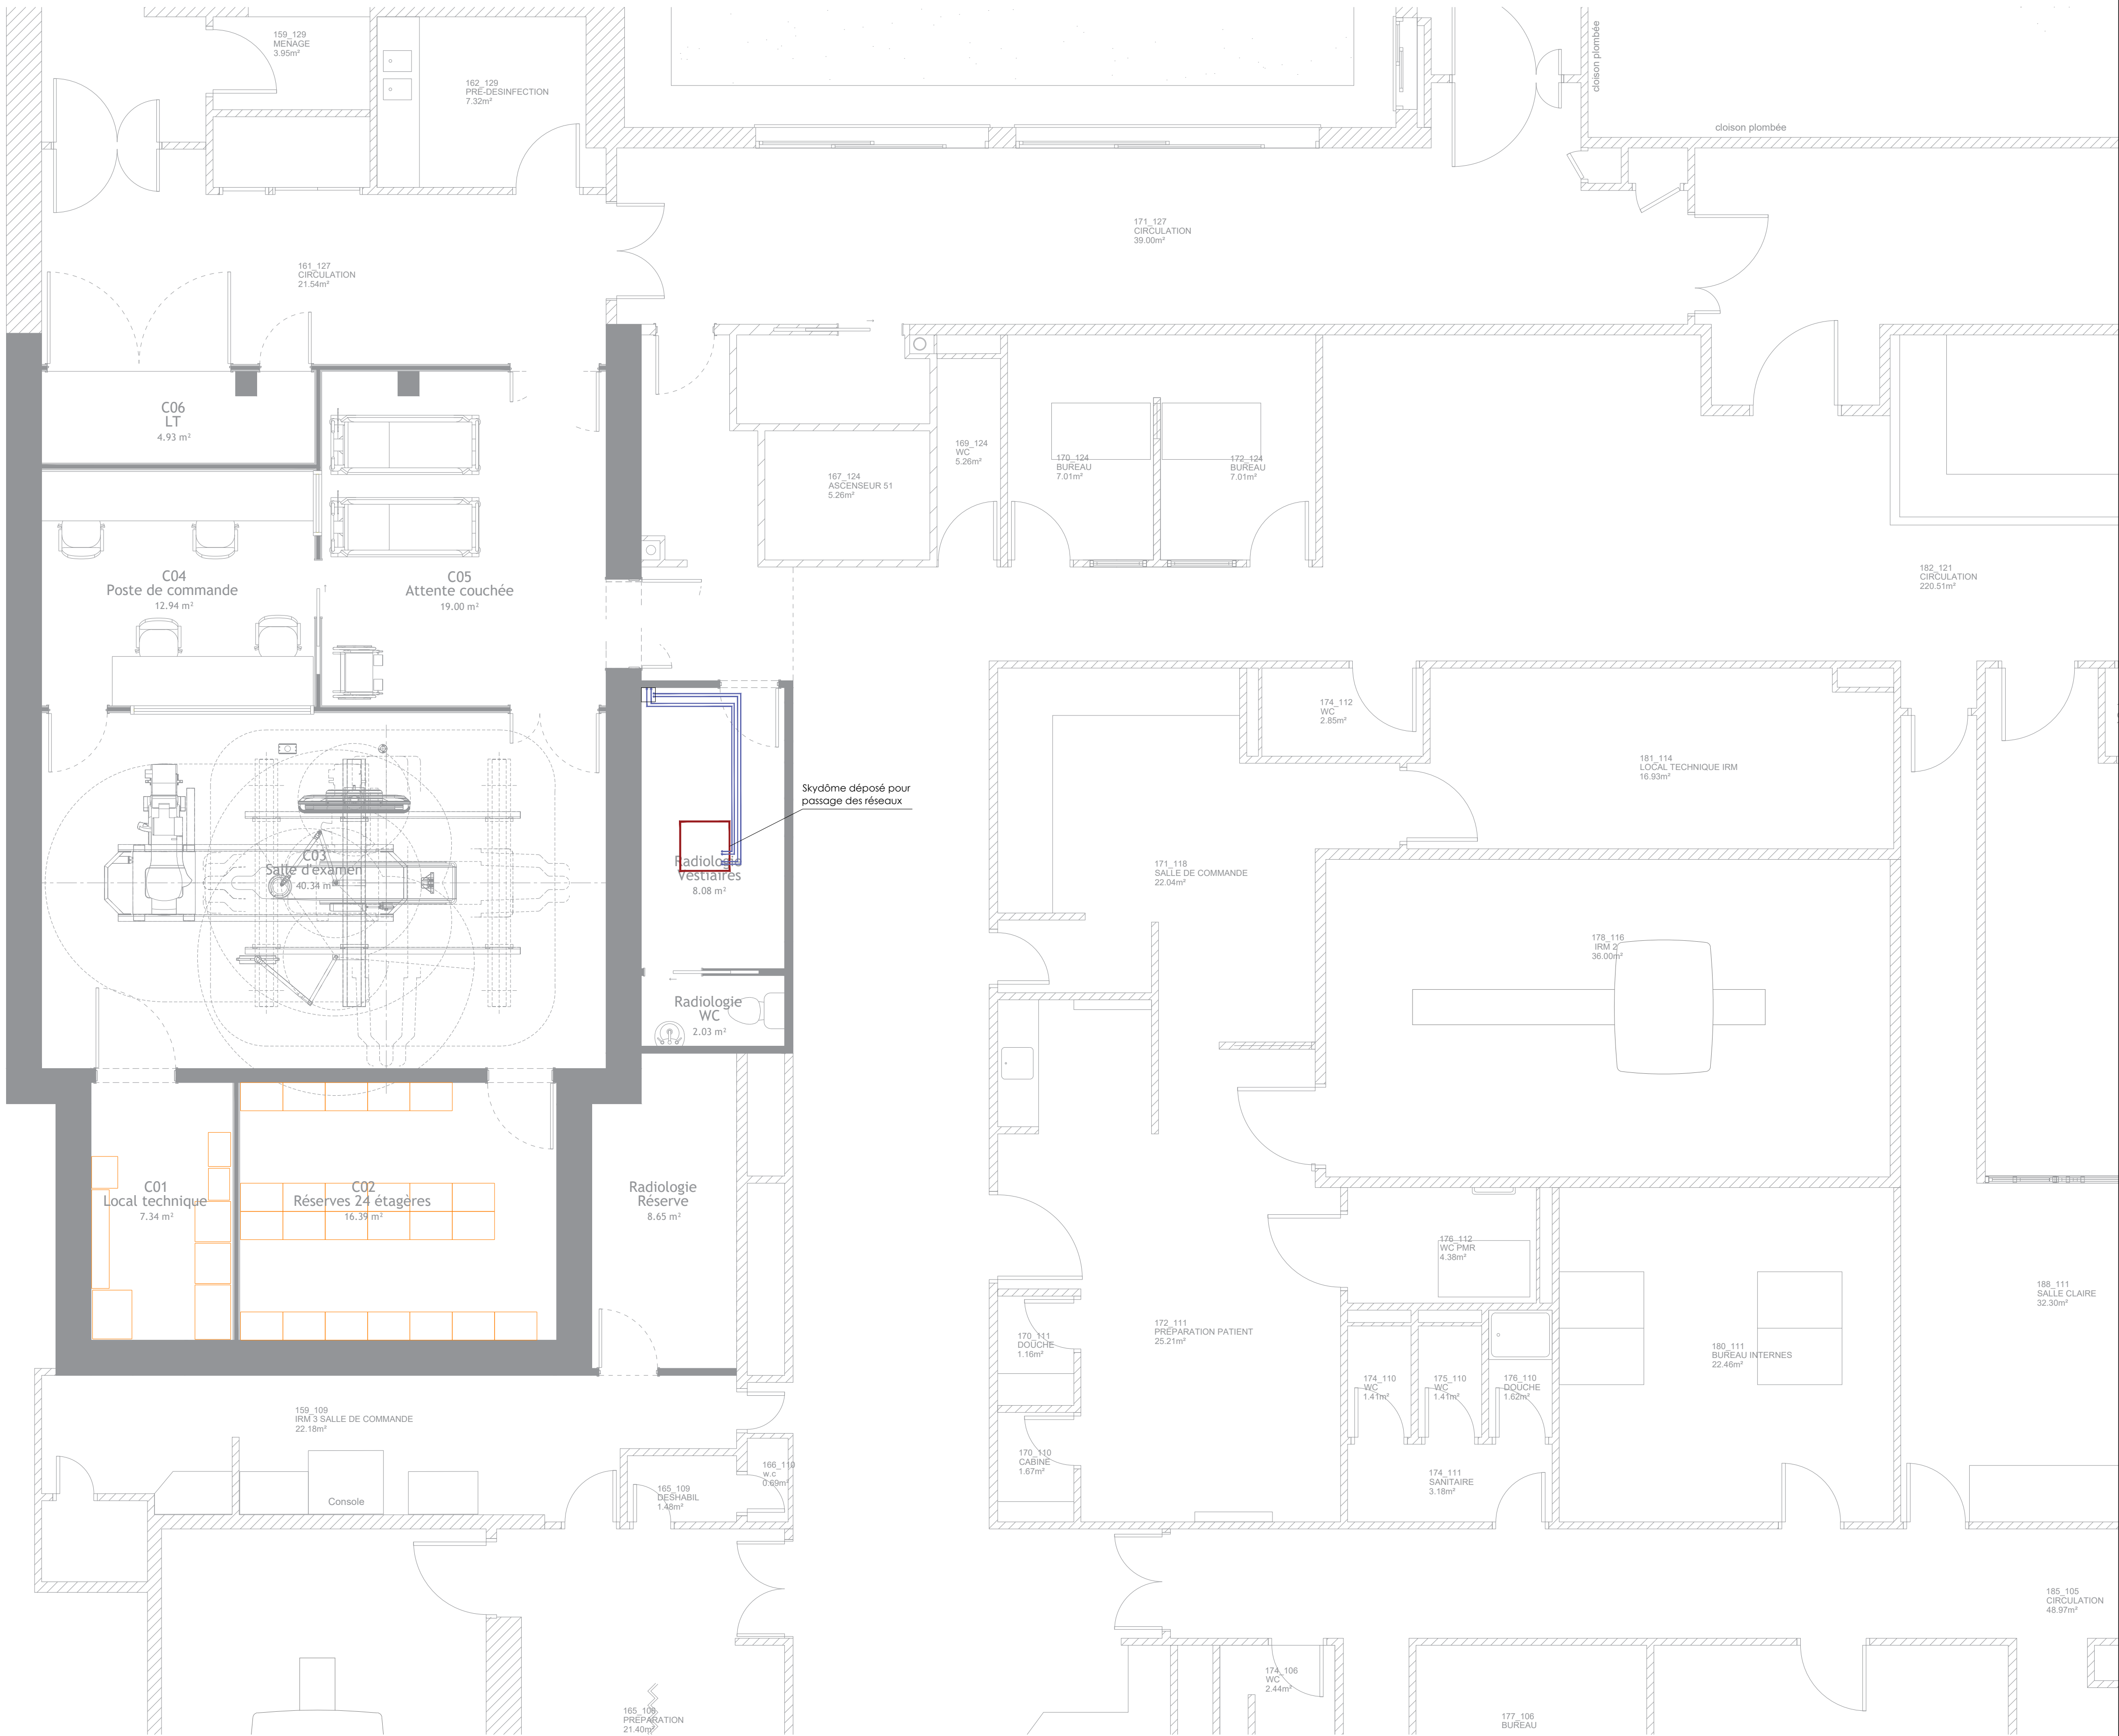 159_129
MENAGE
3.95m²
162_129
PRE-DESINFECTION
7.32m²
cloison plombée
cloison plombée
171_127
CIRCULATION
39.00m²
161_127
CIRCULATION
21.54m²
C06
LT
4.93 m²
169_124
WC
5.26m²
170_124
BUREAU
7.01m²
172_124
BUREAU
7.01m²
167_124
ASCENSEUR 51
5.26m²
C04
Poste de commande
12.94 m²
C05
Attente couchée
19.00 m²
182_121
CIRCULATION
220.51m²
174_112
WC
2.85m²
181_114
LOCAL TECHNIQUE IRM
16.93m²
Skydôme déposé pour
passage des réseaux
C03
Salle d'examen
40.34 m²
Radiologie
Vestiaires
8.08 m²
171_118
SALLE DE COMMANDE
22.04m²
178_116
IRM 2
36.00m²
Radiologie
WC
2.03 m²
C01
Local technique
7.34 m²
C02
Réserves 24 étagères
16.39 m²
Radiologie
Réserve
8.65 m²
176_112
WC PMR
4.38m²
188_111
SALLE CLAIRE
32.30m²
170_111
DOUCHE
1.16m²
172_111
PREPARATION PATIENT
25.21m²
180_111
BUREAU INTERNES
22.46m²
174_110
WC
1.41m²
175_110
WC
1.41m²
176_110
DOUCHE
1.62m²
159_109
IRM 3 SALLE DE COMMANDE
22.18m²
170_110
CABINE
1.67m²
166_110
w.c
0.69m²
174_111
SANITAIRE
3.18m²
165_109
DESHABIL
1.48m²
Console
185_105
CIRCULATION
48.97m²
174_106
WC
2.44m²
165_106
PREPARATION
21.40m²
177_106
BUREAU